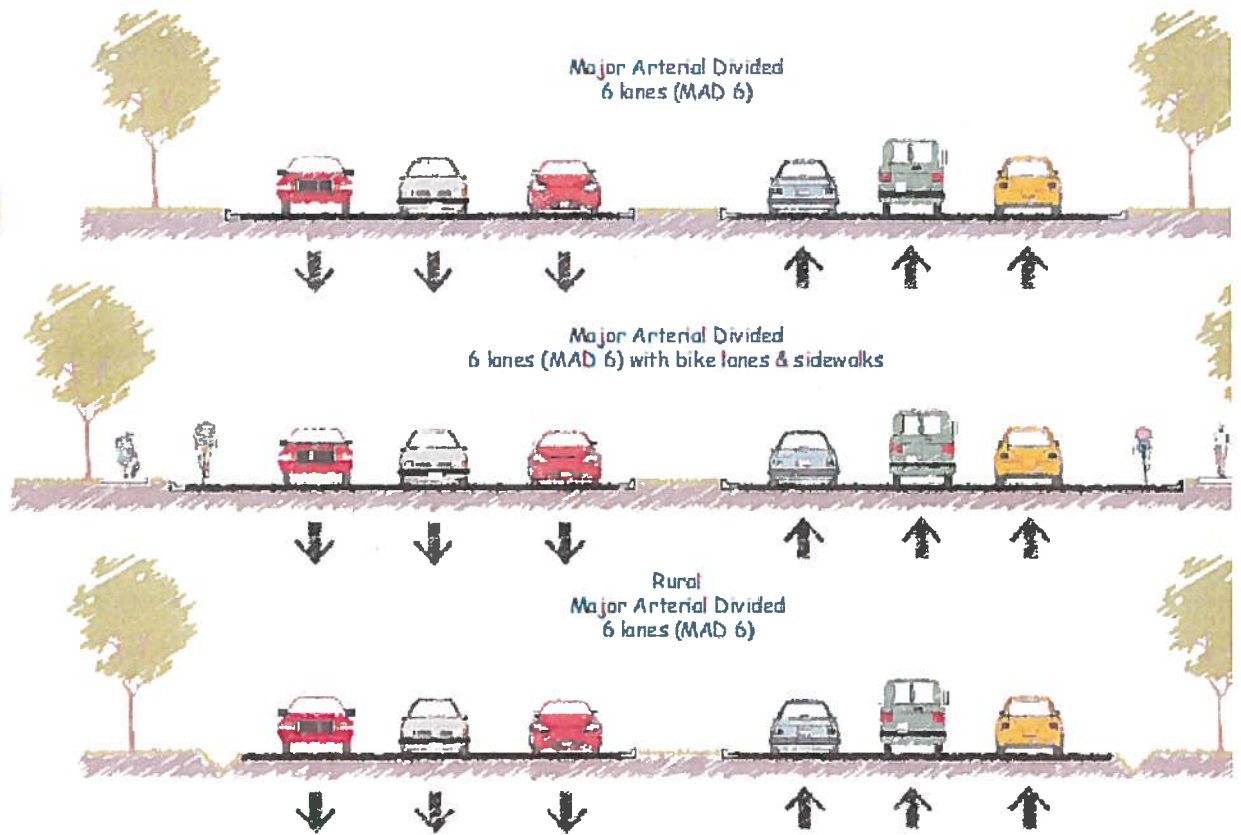 Major Arterial Divided
6 lanes (MAD 6)
Major Arterial Divided
6 lanes (MAD 6) with bike lanes & sidewalks
Rural
Major Arterial Divided
6 lanes (MAD 6)